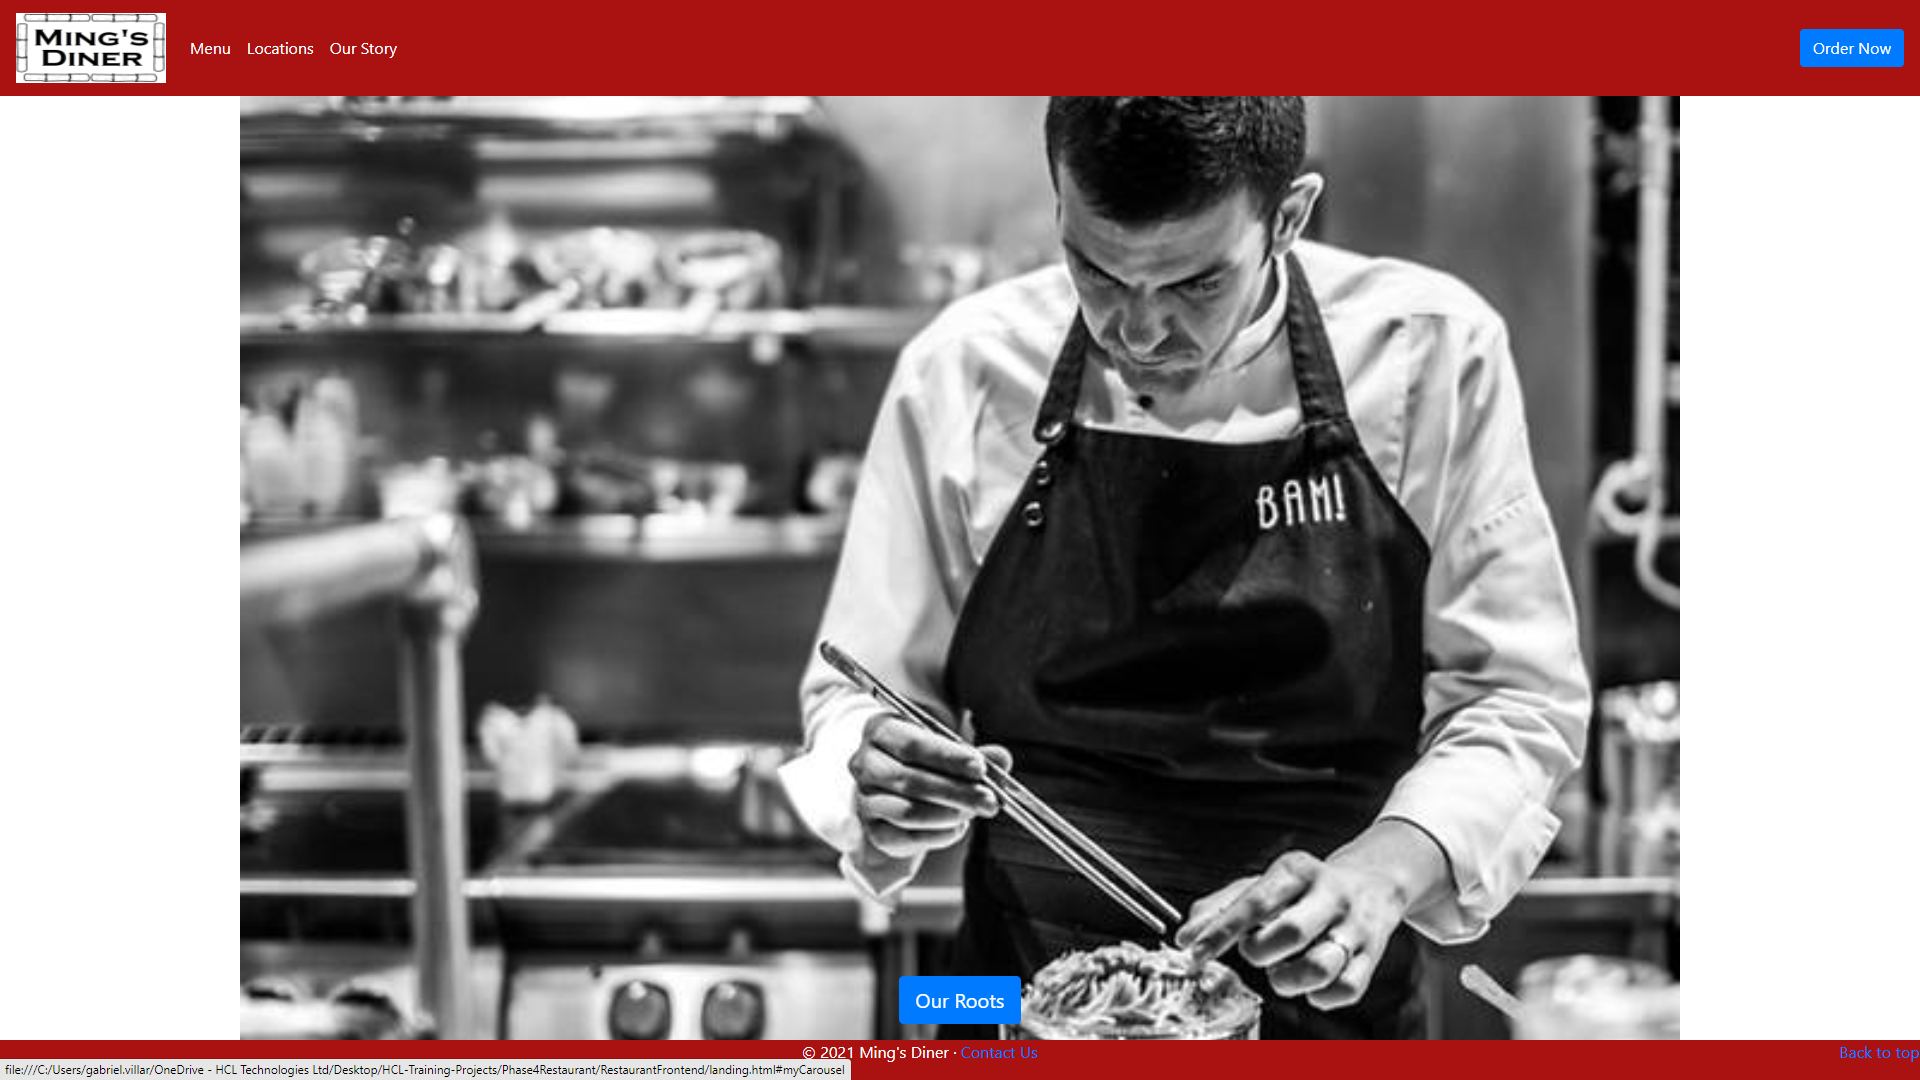 MING'S
DINER
Menu Locations Our Story
Order Now
BAM!
Our Roots
© 2021 Ming's Diner · Contact Us
Back to top
file:///C:/Users/gabriel.villar/OneDrive - HCL Technologies Ltd/Desktop/HCL-Training-Projects/Phase4Restaurant/RestaurantFrontend/landing.html#myCarousel